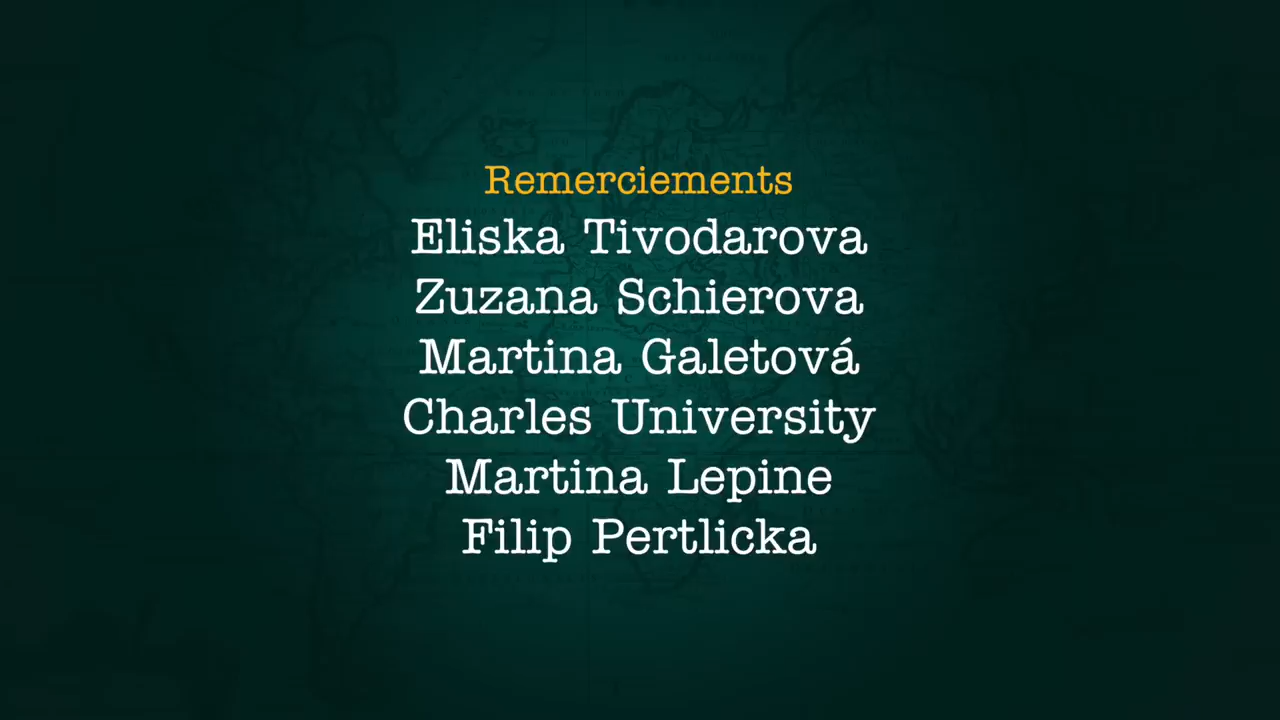 Remerciements
Eliska Tivodarova
Zuzana Schierova
Martina Galetová
Charles University
Martina Lepine
Filip Pertlicka